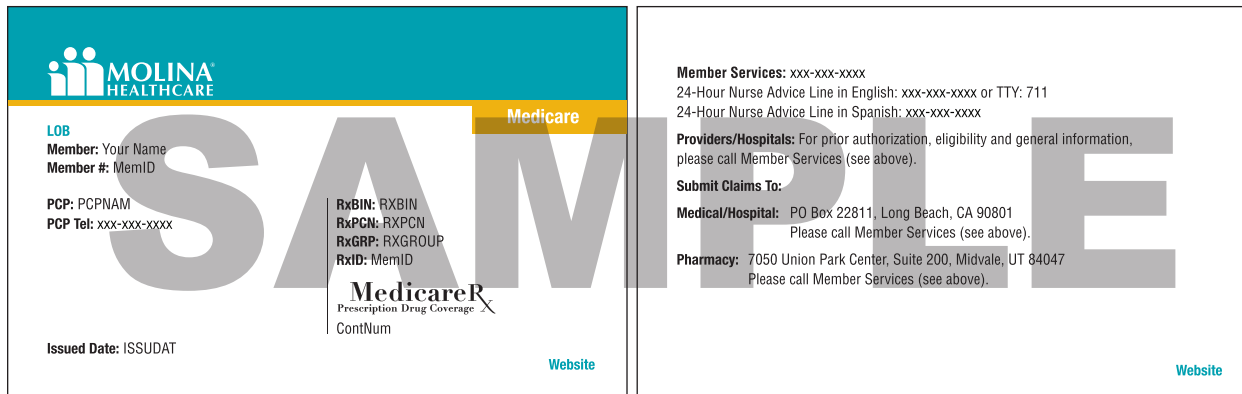 MOLINA®
HEALTHCARE
Medicare
LOB
Member: Your Name
Member #: MemID
PCP: PCPNAM
PCP Tel: xxx-xxx-xxxx
RxBIN: RXBIN
RxPCN: RXPCN
RxGRP: RXGROUP
RxID: MemID
MedicareRx
Prescription Drug Coverage
ContNum
Issued Date: ISSUDAT
Website
Member Services: xxx-xxx-xxxx
24-Hour Nurse Advice Line in English: xxx-xxx-xxxx or TTY: 711
24-Hour Nurse Advice Line in Spanish: xxx-xxx-xxxx
Providers/Hospitals: For prior authorization, eligibility and general information,
please call Member Services (see above).
Submit Claims To:
Medical/Hospital: PO Box 22811, Long Beach, CA 90801
Please call Member Services (see above).
Pharmacy: 7050 Union Park Center, Suite 200, Midvale, UT 84047
Please call Member Services (see above).
Website
SAMPLE